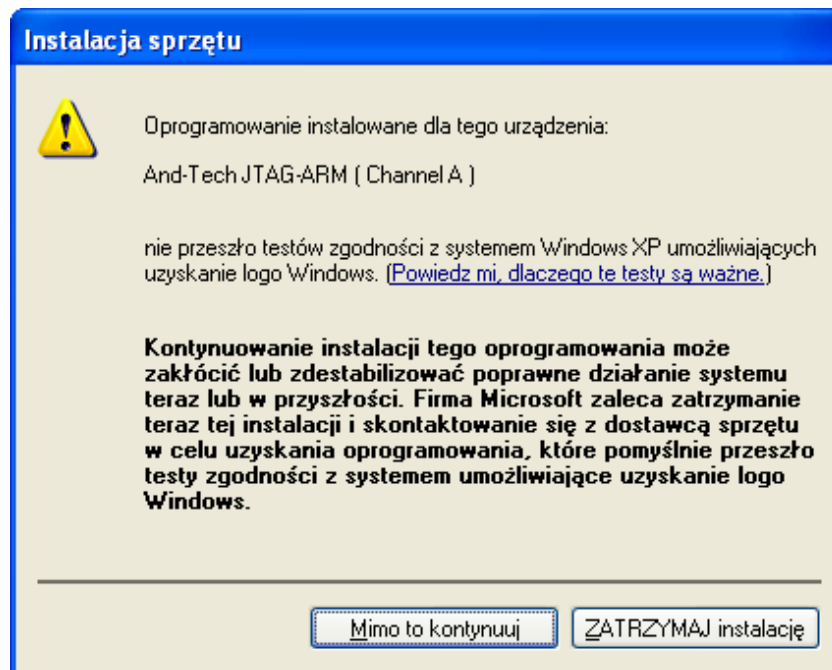 Instalacja sprzętu
Oprogramowanie instalowane dla tego urządzenia:
And-Tech JTAG-ARM ( Channel A )
nie przeszło testów zgodności z systemem Windows XP umożliwiających
uzyskanie logo Windows. (Powiedz mi, dlaczego te testy są ważne.)
Kontynuowanie instalacji tego oprogramowania może
zakłócić lub zdestabilizować poprawne działanie systemu
teraz lub w przyszłości. Firma Microsoft zaleca zatrzymanie
teraz tej instalacji i skontaktowanie się z dostawcą sprzętu
w celu uzyskania oprogramowania, które pomyślnie przeszło
testy zgodności z systemem umożliwiające uzyskanie logo
Windows.
Mimo to kontynuuj
ZATRZYMAJ instalację